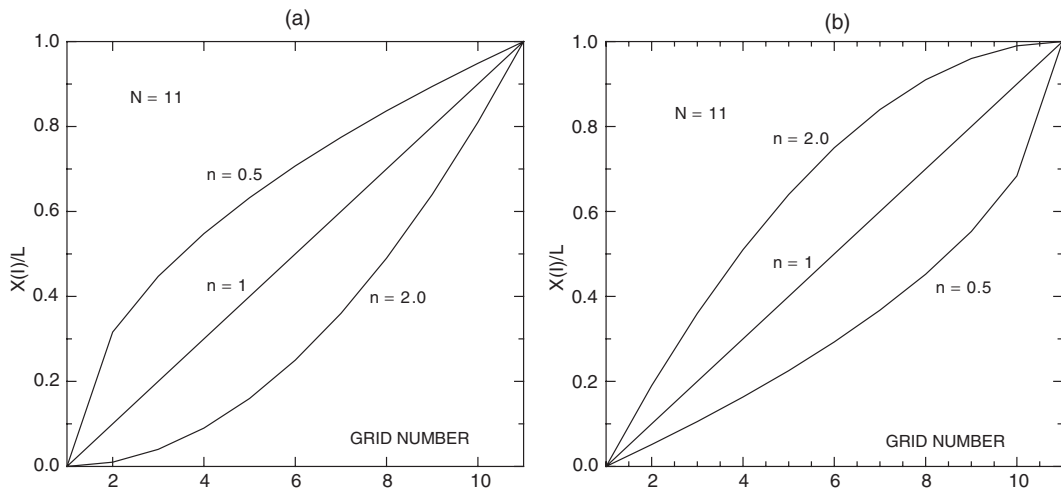 (a)
1.0
N = 11
0.8
n = 0.5
0.6
X(I)/L
n = 1
0.4
n = 2.0
0.2
GRID NUMBER
0.0
2 4 6 8 10
(b)
1.0
N = 11
n = 2.0
0.8
0.6
X(I)/L
n = 1
0.4
n = 0.5
0.2
GRID NUMBER
0.0
2 4 6 8 10